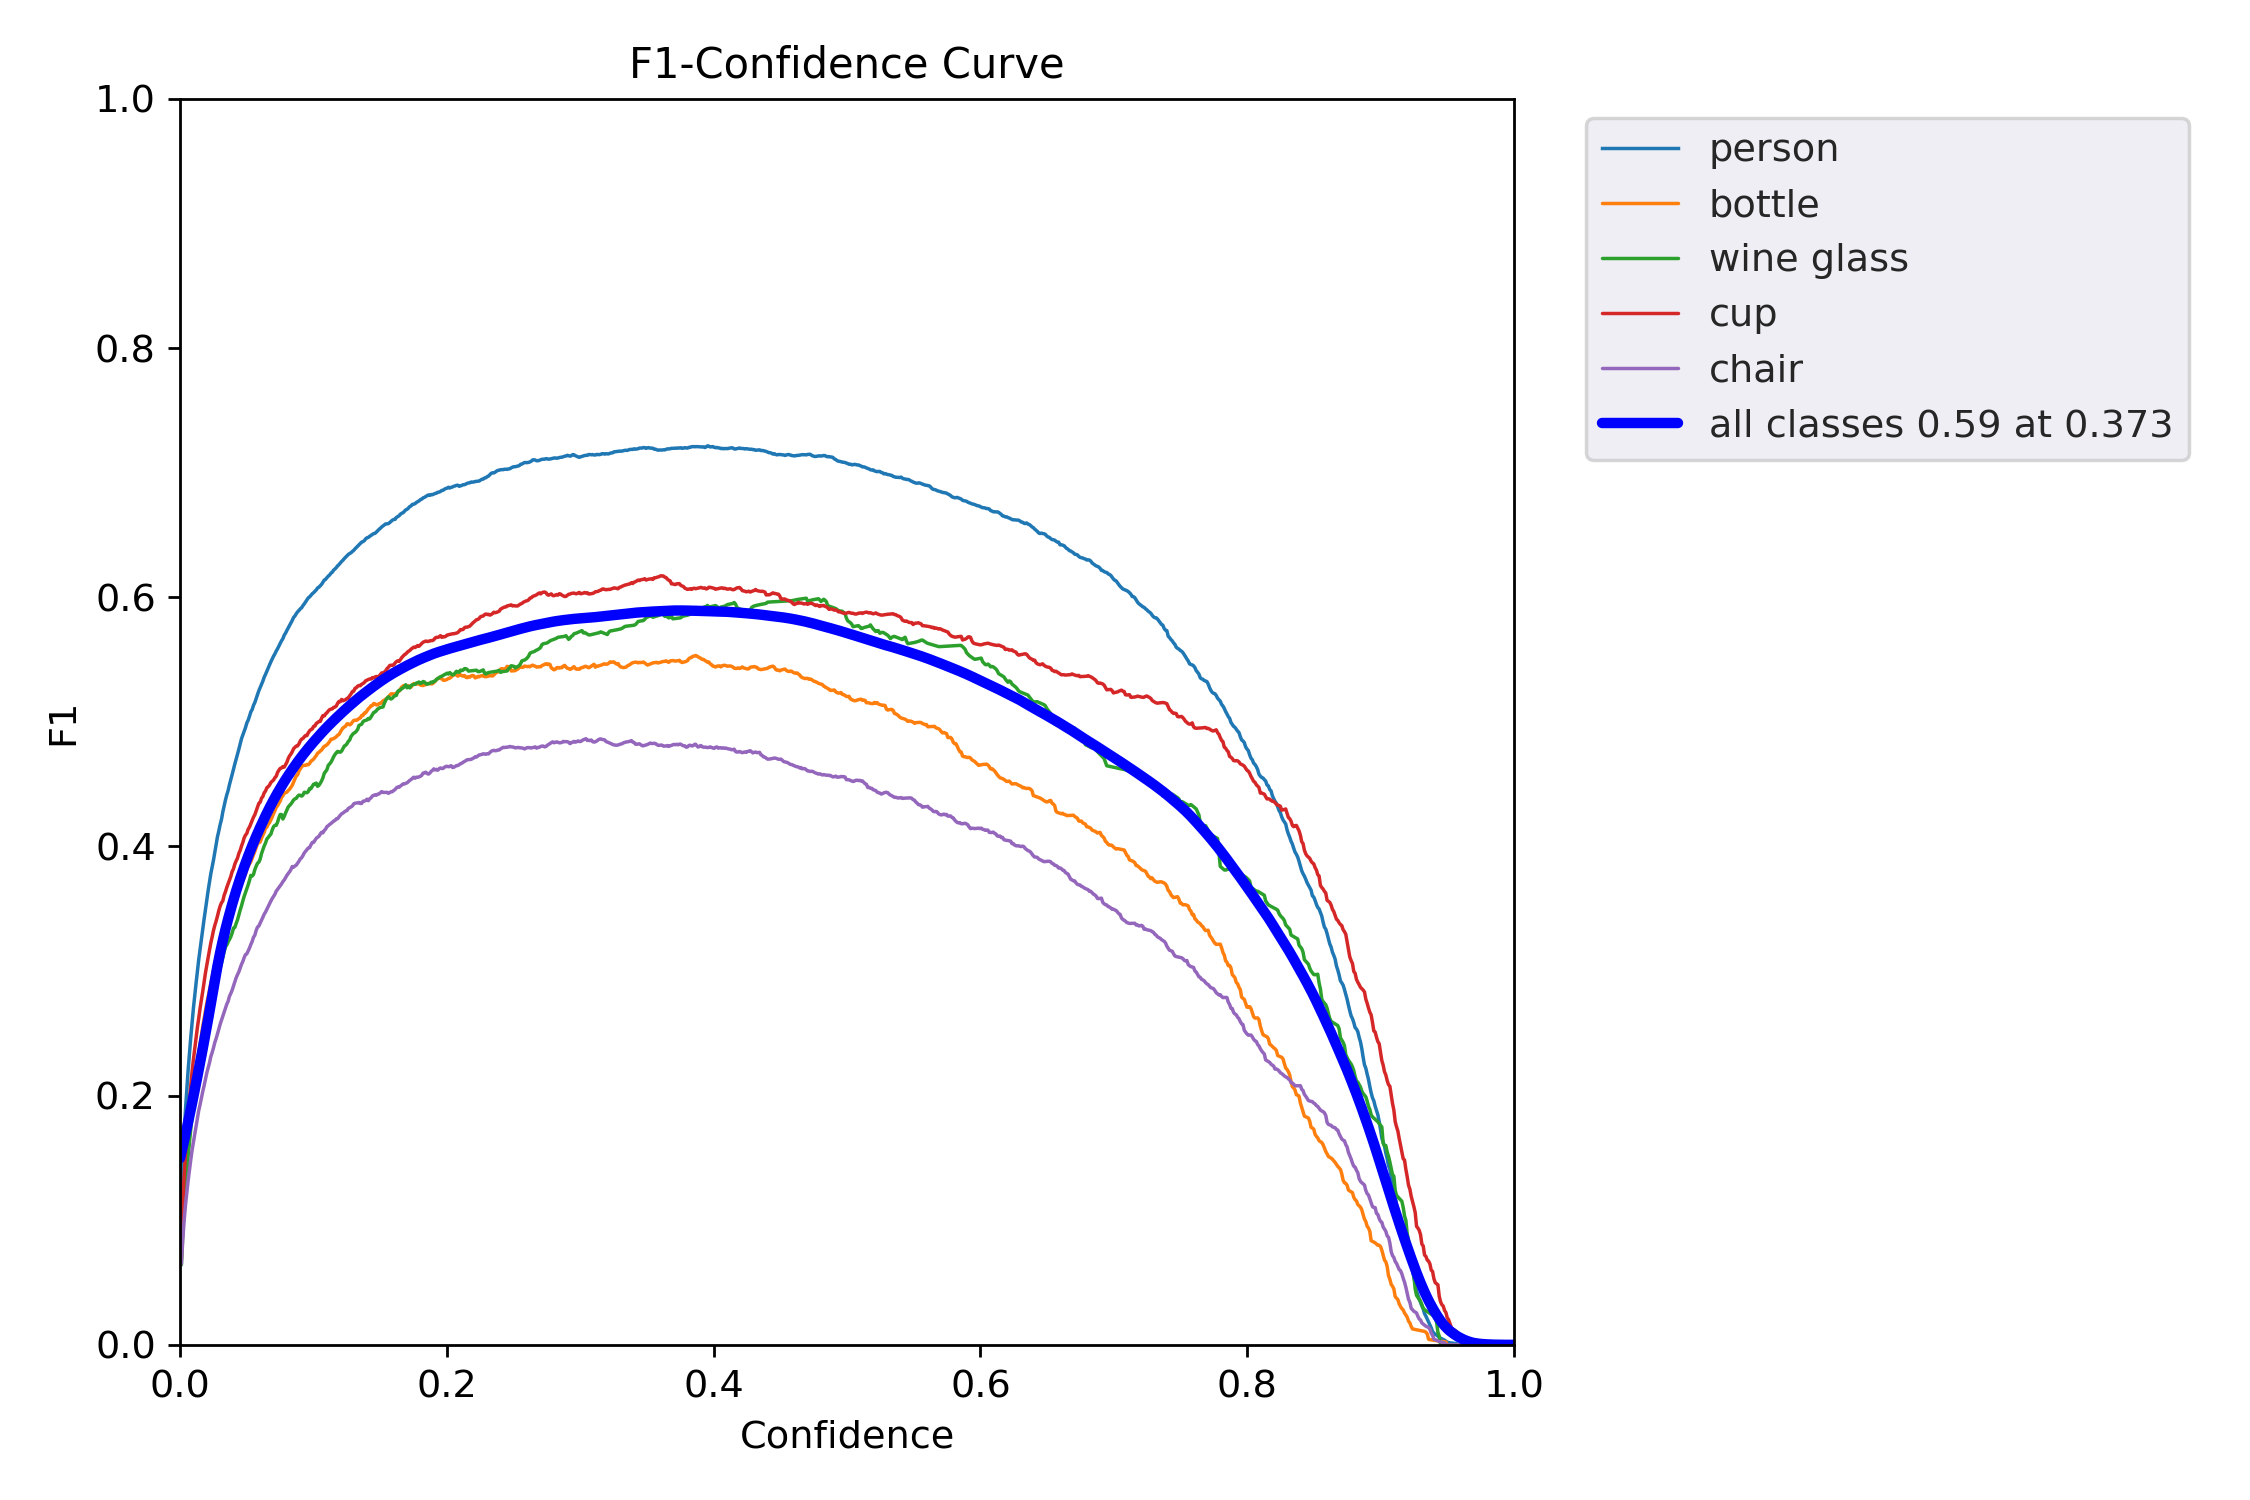 F1-Confidence Curve
1.0
0.8
0.6
0.4
0.2
0.0
F1
0.0 0.2 0.4 0.6 0.8 1.0
Confidence
person
bottle
wine glass
cup
chair
all classes 0.59 at 0.373